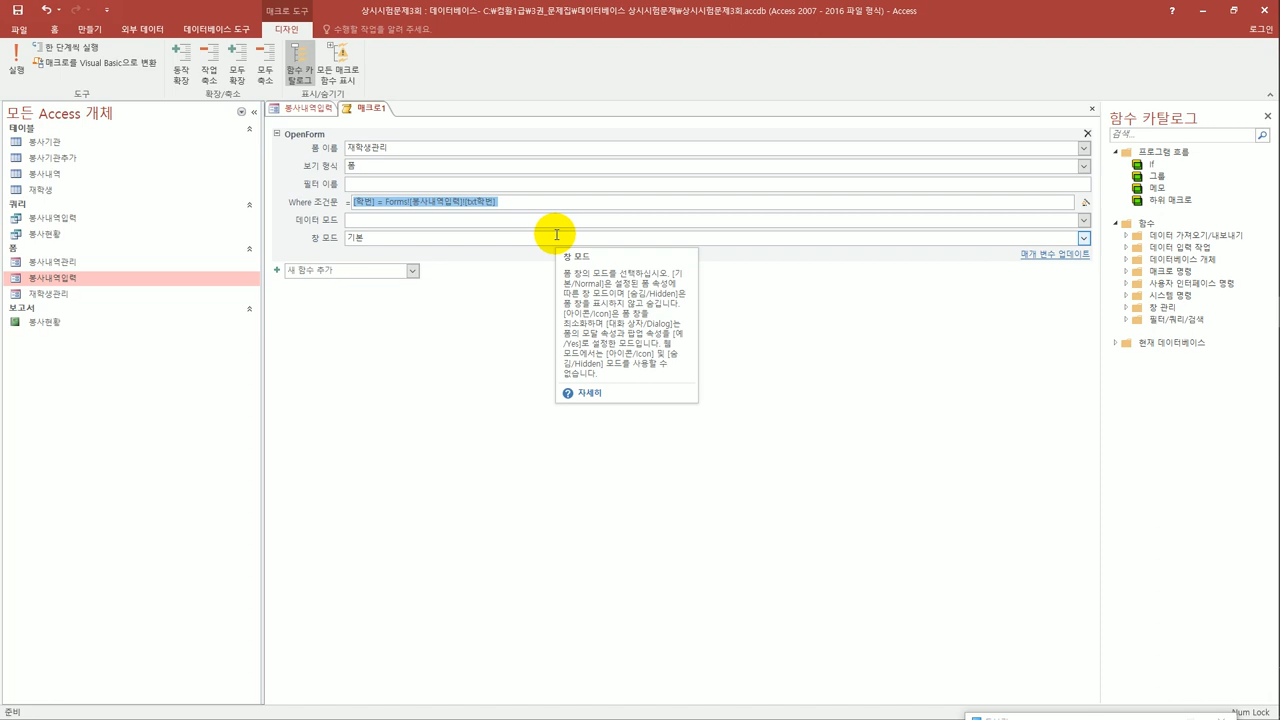 매크로 도구
상시시험문제3회 : 데이터베이스- C:₩컴활1급₩3권_문제집₩데이터베이스 상시시험문제₩상시시험문제3회.accdb (Access 2007 - 2016 파일 형식) - Access
?
파일 홈 만들기 외부 데이터 데이터베이스 도구 디자인 수행할 작업을 알려 주세요. 로그인
실행
한 단계씩 실행
매크로를 Visual Basic으로 변환
동작 확장
작업 축소
모두 확장
모두 축소
함수 카탈로그
모든 매크로 함수 표시
도구 확장/축소 표시/숨기기
모든 Access 개체
테이블
봉사기관
봉사기관추가
봉사내역
재학생
쿼리
봉사내역입력
봉사현황
폼
봉사내역관리
봉사내역입력
재학생관리
보고서
봉사현황
봉사내역입력 매크로1
OpenForm
폼 이름 재학생관리
보기 형식 폼
필터 이름
Where 조건문 = [학번] = Forms![봉사내역입력]![txt학번]
데이터 모드
창 모드 기본
매개 변수 업데이트
새 함수 추가
창 모드
폼 창의 모드를 선택하십시오. [기
본/Normal]은 설정된 폼 속성에
따른 창 모드이며 [숨김/Hidden]은
폼 창을 표시하지 않고 숨깁니다.
[아이콘/Icon]은 폼 창을
최소화하며 [대화 상자/Dialog]는
폼의 모달 속성과 팝업 속성을 [예
/Yes]로 설정한 모드입니다. 웹
모드에서는 [아이콘/Icon] 및 [숨
김/Hidden] 모드를 사용할 수
없습니다.
자세히
함수 카탈로그
검색...
프로그램 흐름
If
그룹
메모
하위 매크로
함수
데이터 가져오기/내보내기
데이터 입력 작업
데이터베이스 개체
매크로 명령
사용자 인터페이스 명령
시스템 명령
창 관리
필터/쿼리/검색
현재 데이터베이스
준비
Num Lock